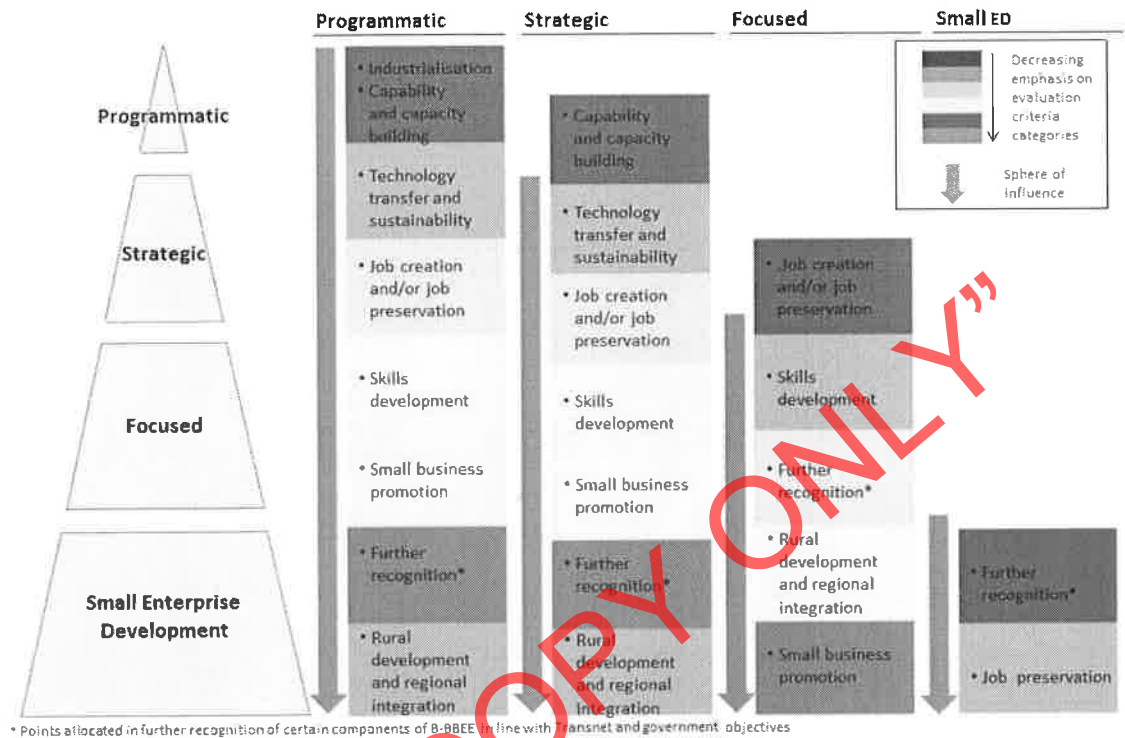 Programmatic
Strategic
Focused
Small Enterprise
Development
Programmatic
• Industrialisation
• Capability
and capacity
building
• Technology
transfer and
sustainability
• Job creation
and/or job
preservation
• Skills
development
• Small business
promotion
• Further
recognition*
• Rural
development
and regional
integration
Strategic
• Capability
and capacity
building
• Technology
transfer and
sustainability
• Job creation
and/or job
preservation
• Skills
development
• Small business
promotion
• Further
recognition*
• Rural
development
and regional
Integration
Focused
• Job creation
and/or job
preservation
• Skills
development
• Further
recognition*
• Rural
development
and regional
integration
• Small business
promotion
Small ED
• Further
recognition*
• Job preservation
Decreasing
emphasis on
evaluation
criteria
categories
Sphere of
influence
* Points allocated in further recognition of certain components of B-BBEE in line with Transnet and government objectives
COPY ONLY”